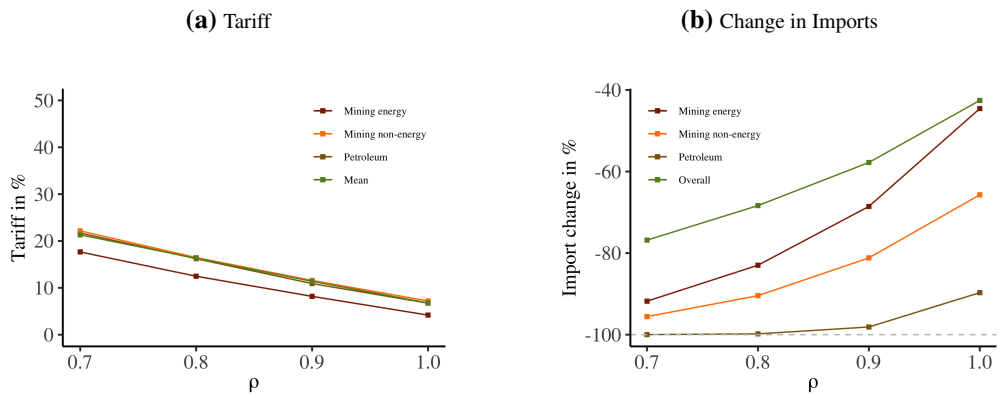 (a) Tariff
50
40
30
20
10
0
Tariff in %
Mining energy
Mining non-energy
Petroleum
Mean
0.7 0.8 0.9 1.0
ρ
(b) Change in Imports
-40
-60
-80
-100
Import change in %
Mining energy
Mining non-energy
Petroleum
Overall
0.7 0.8 0.9 1.0
ρ